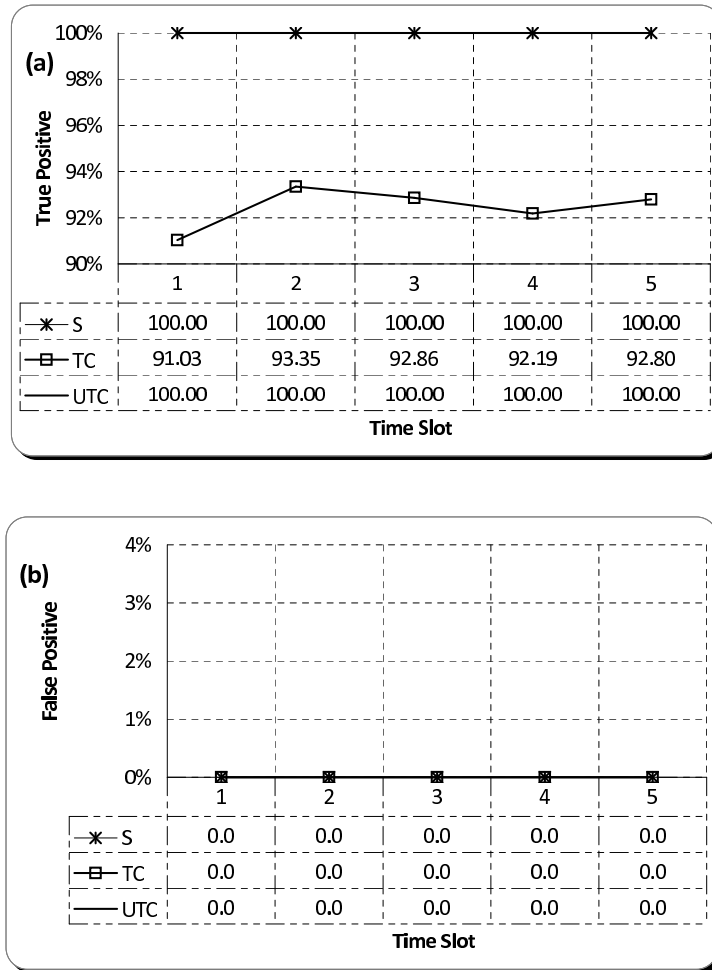 (a)
True Positive
100%
98%
96%
94%
92%
90%
1 2 3 4 5
S 100.00 100.00 100.00 100.00 100.00
TC 91.03 93.35 92.86 92.19 92.80
UTC 100.00 100.00 100.00 100.00 100.00
Time Slot
(b)
False Positive
4%
3%
2%
1%
0%
1 2 3 4 5
S 0.0 0.0 0.0 0.0 0.0
TC 0.0 0.0 0.0 0.0 0.0
UTC 0.0 0.0 0.0 0.0 0.0
Time Slot